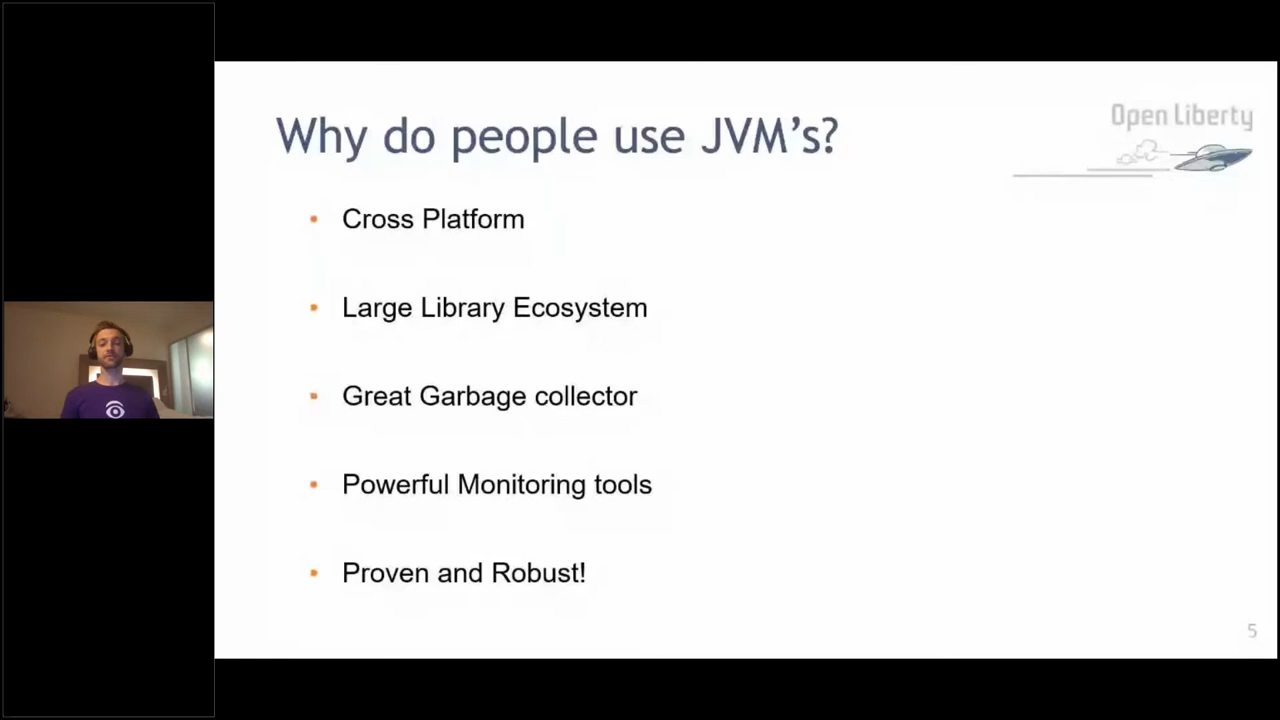 Why do people use JVM’s?
Open Liberty
Cross Platform
Large Library Ecosystem
Great Garbage collector
Powerful Monitoring tools
Proven and Robust!
5